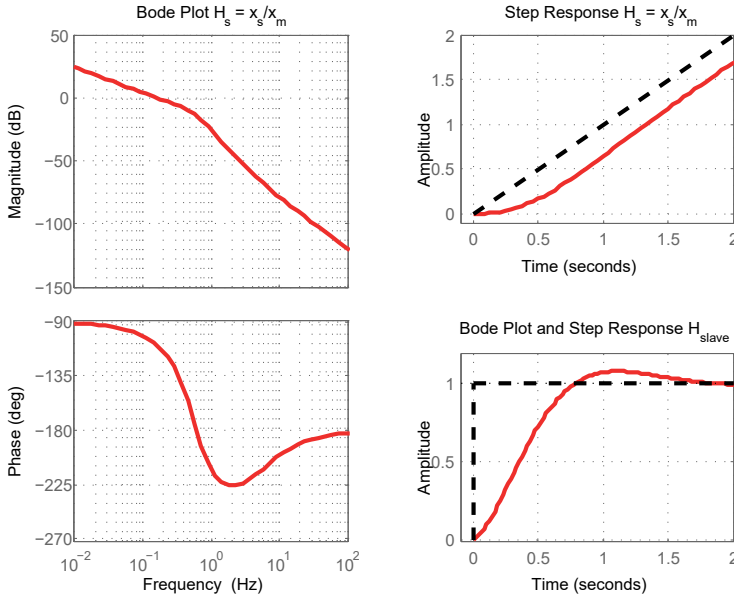 Bode Plot H_s = x_s/x_m
50
0
−50
−100
−150
Magnitude (dB)
−90
−135
−180
−225
−270
Phase (deg)
10^−2 10^−1 10^0 10^1 10^2
Frequency (Hz)
Step Response H_s = x_s/x_m
2
1.5
1
0.5
0
Amplitude
0 0.5 1 1.5 2
Time (seconds)
Bode Plot and Step Response H_slave
1
0.5
0
Amplitude
0 0.5 1 1.5 2
Time (seconds)